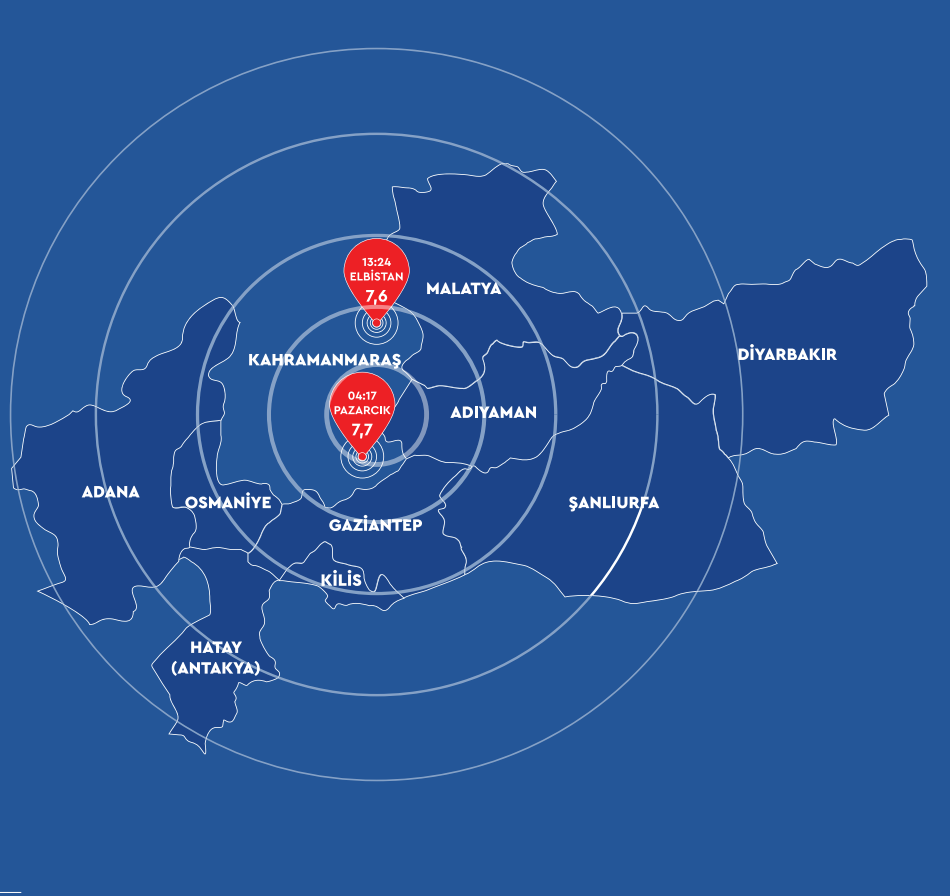 13:24
ELBİSTAN
7,6
MALATYA
KAHRAMANMARAŞ
DİYARBAKIR
04:17
PAZARCIK
7,7
ADIYAMAN
ADANA
OSMANİYE
ŞANLIURFA
GAZİANTEP
KİLİS
HATAY
(ANTAKYA)